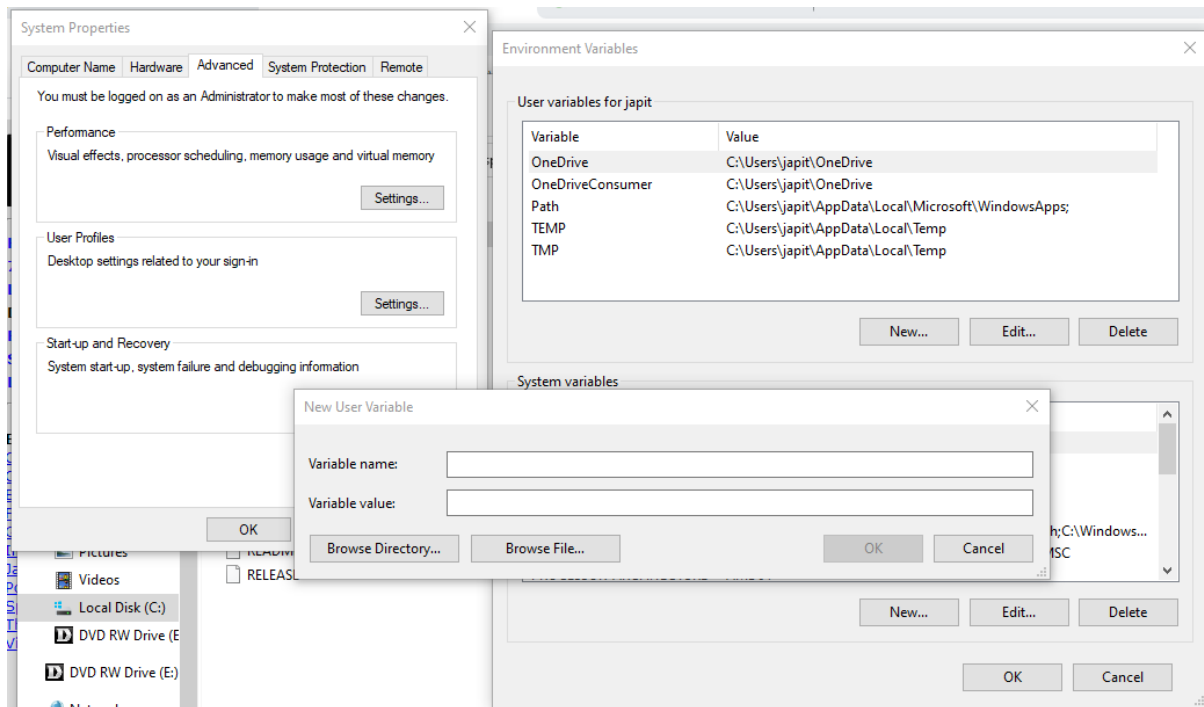 System Properties
Computer Name Hardware Advanced System Protection Remote
You must be logged on as an Administrator to make most of these changes.
Performance
Visual effects, processor scheduling, memory usage and virtual memory
Settings...
User Profiles
Desktop settings related to your sign-in
Settings...
Start-up and Recovery
System start-up, system failure and debugging information
OK
Environment Variables
User variables for japit
Variable Value
OneDrive C:\Users\japit\OneDrive
OneDriveConsumer C:\Users\japit\OneDrive
Path C:\Users\japit\AppData\Local\Microsoft\WindowsApps;
TEMP C:\Users\japit\AppData\Local\Temp
TMP C:\Users\japit\AppData\Local\Temp
New... Edit... Delete
System variables
h;C:\Windows...
MSC
New... Edit... Delete
OK Cancel
New User Variable
Variable name:
Variable value:
Browse Directory... Browse File... OK Cancel
Pictures
Videos
Local Disk (C:)
DVD RW Drive (E
DVD RW Drive (E:)
README
RELEASE